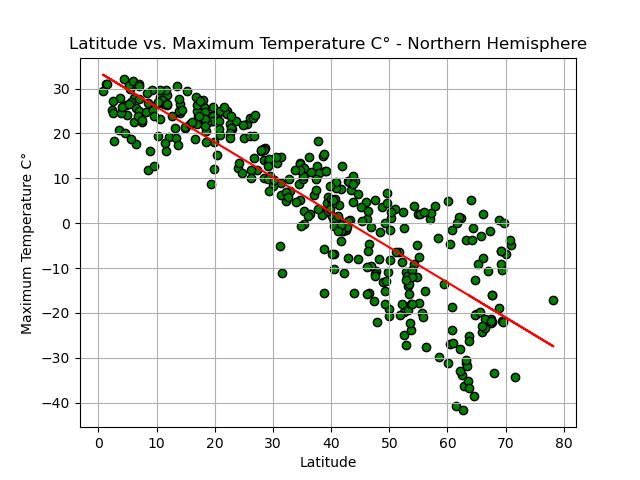 Latitude vs. Maximum Temperature C° - Northern Hemisphere
Maximum Temperature C°
30
20
10
0
−10
−20
−30
−40
0 10 20 30 40 50 60 70 80
Latitude